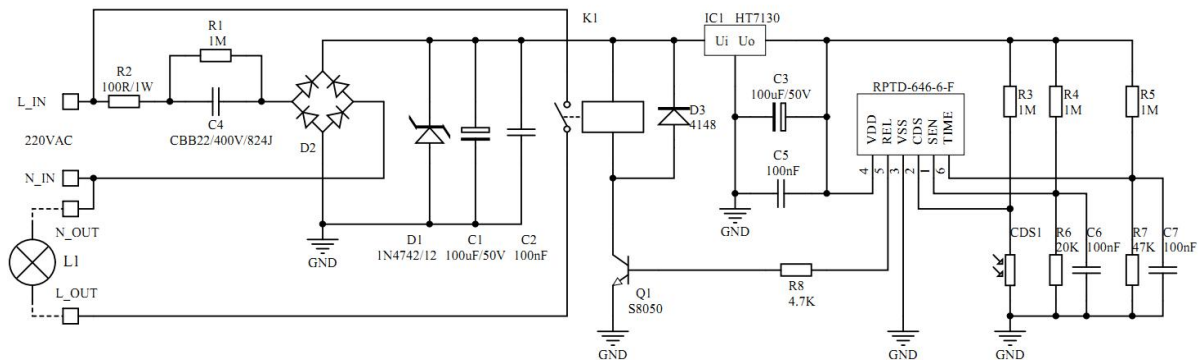 K1
IC1 HT7130
Ui Uo
R1
1M
R2
100R/1W
L_IN
C4
CBB22/400V/824J
220VAC
D2
N_IN
N_OUT
L1
L_OUT
GND
D1
1N4742/12
C1
100uF/50V
C2
100nF
D3
4148
C3
100uF/50V
C5
100nF
GND
RPTD-646-6-F
VDD
REL
VSS
CDS
SEN
TIME
4
5
3
2
1
6
R3
1M
R4
1M
R5
1M
Q1
S8050
R8
4.7K
CDS1
R6
20K
C6
100nF
R7
47K
C7
100nF
GND
GND
GND